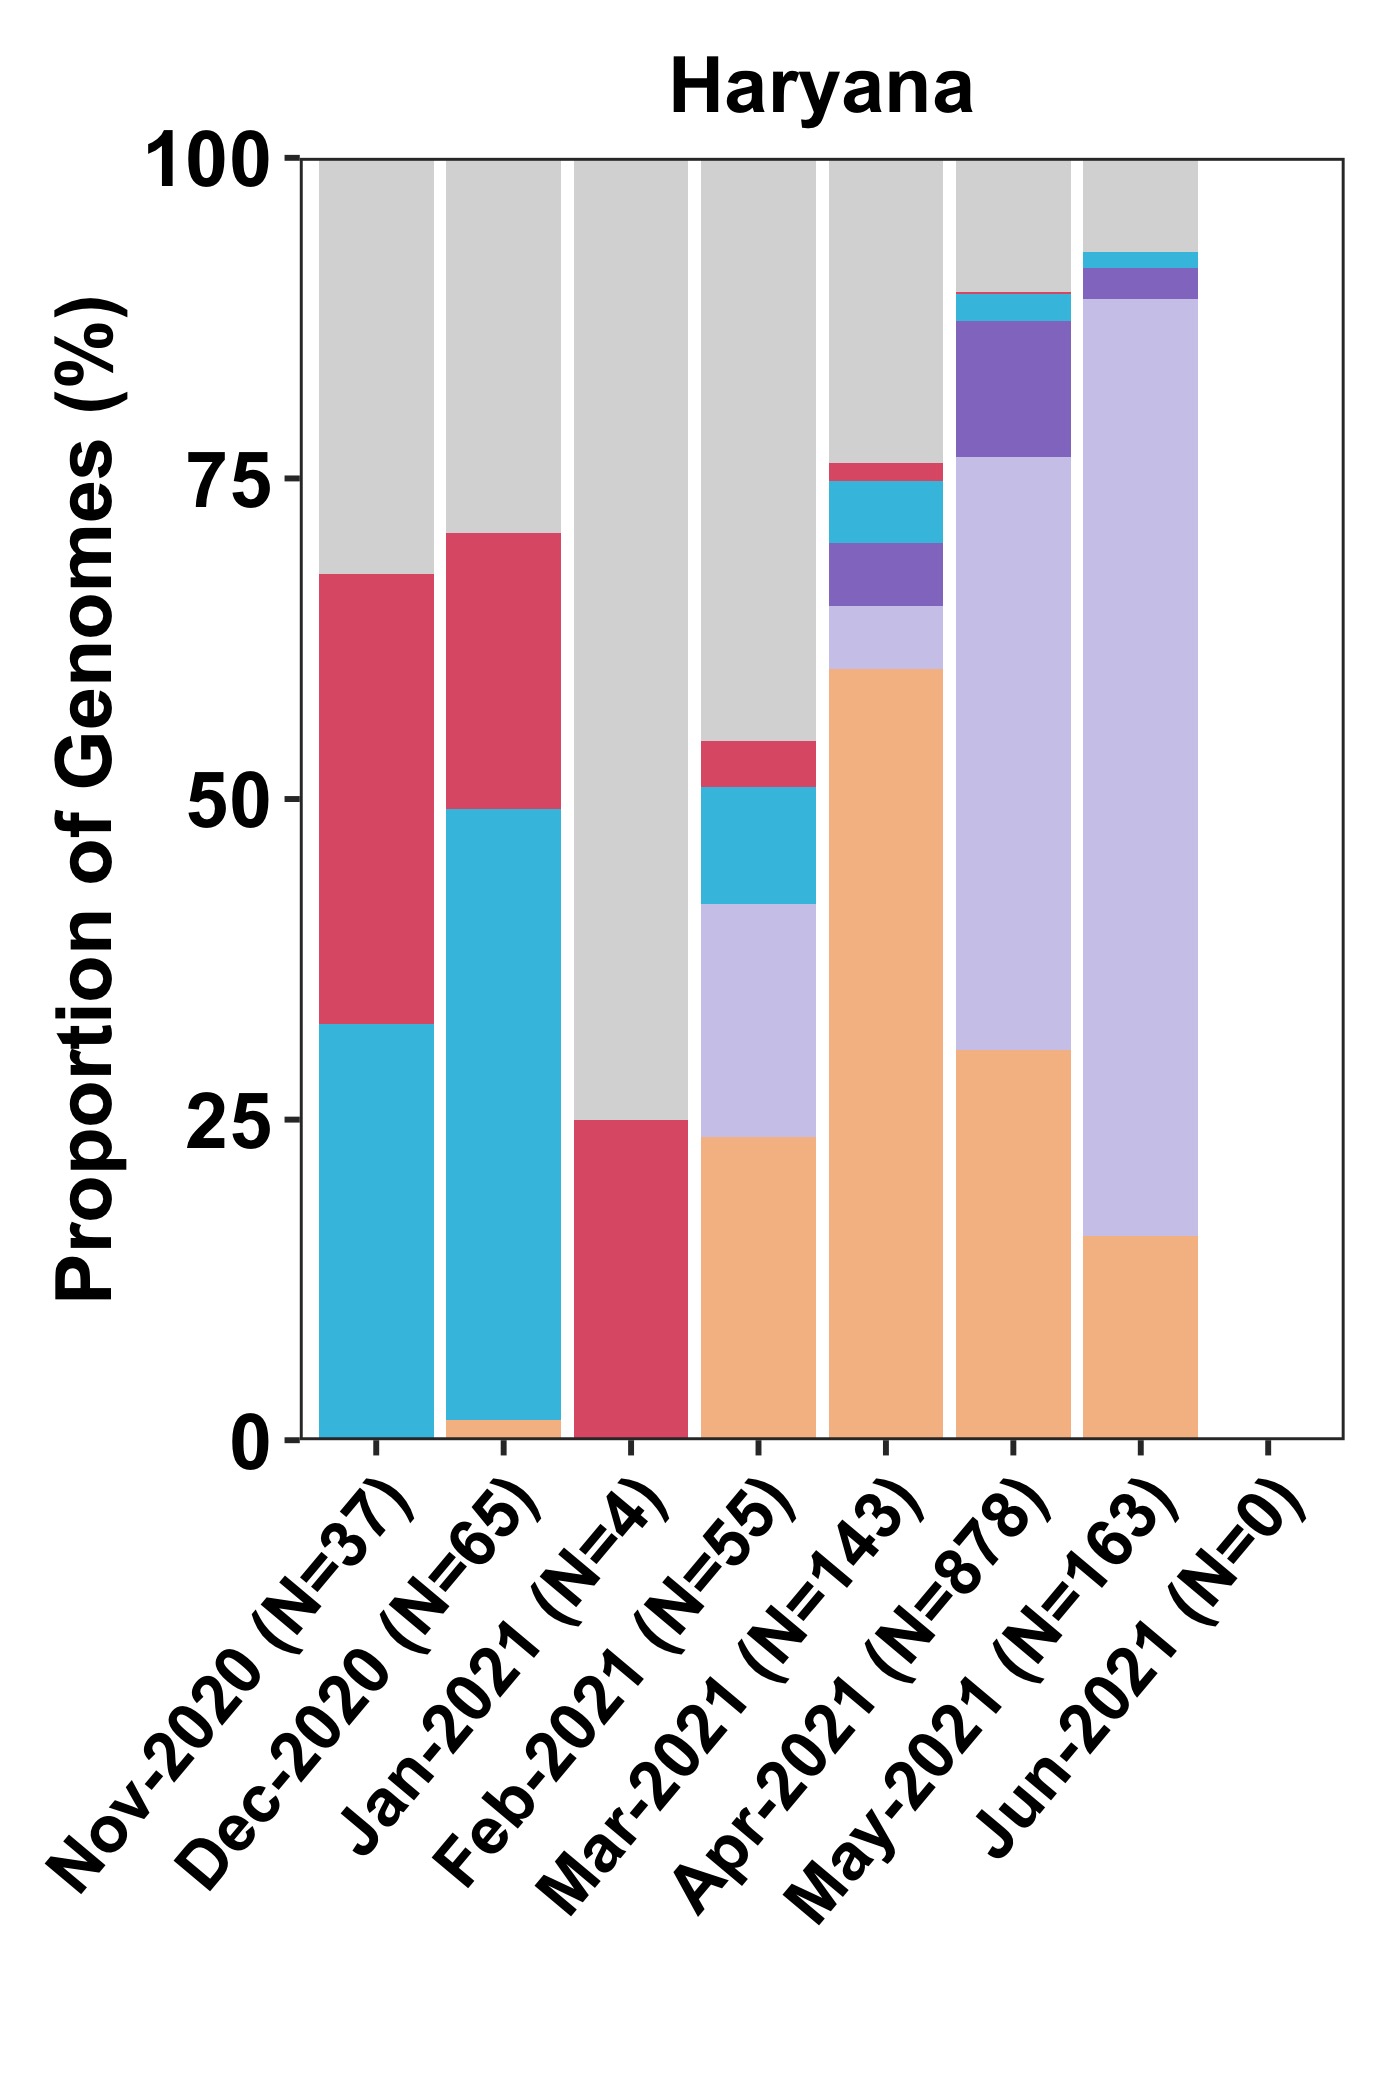 Haryana
Proportion of Genomes (%)
100
75
50
25
0
Nov-2020 (N=37)
Dec-2020 (N=65)
Jan-2021 (N=4)
Feb-2021 (N=55)
Mar-2021 (N=143)
Apr-2021 (N=878)
May-2021 (N=163)
Jun-2021 (N=0)